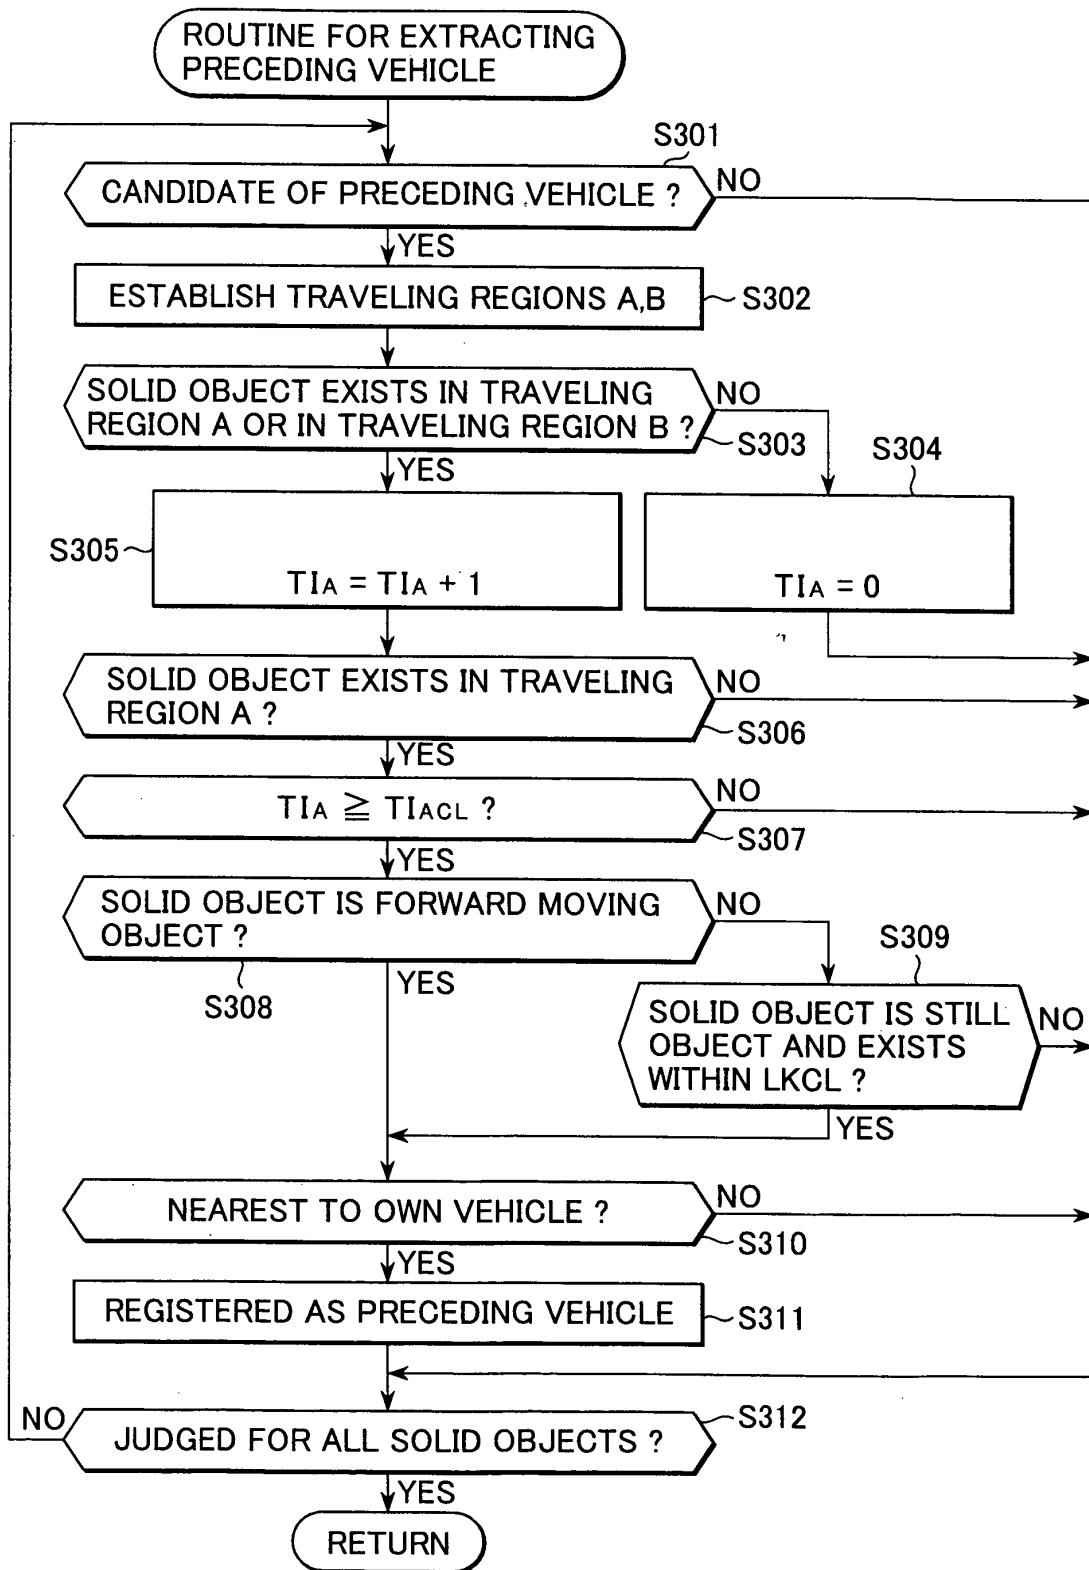 ROUTINE FOR EXTRACTING
PRECEDING VEHICLE
S301
CANDIDATE OF PRECEDING VEHICLE ?
NO
YES
ESTABLISH TRAVELING REGIONS A,B
S302
SOLID OBJECT EXISTS IN TRAVELING
REGION A OR IN TRAVELING REGION B ?
NO
S303
YES
S304
S305
TIA = TIA + 1
TIA = 0
SOLID OBJECT EXISTS IN TRAVELING
REGION A ?
NO
S306
YES
TIA ≧ TIACL ?
NO
S307
YES
SOLID OBJECT IS FORWARD MOVING
OBJECT ?
NO
S308
YES
S309
SOLID OBJECT IS STILL
OBJECT AND EXISTS
WITHIN LKCL ?
NO
YES
NEAREST TO OWN VEHICLE ?
NO
S310
YES
REGISTERED AS PRECEDING VEHICLE
S311
NO
JUDGED FOR ALL SOLID OBJECTS ?
S312
YES
RETURN